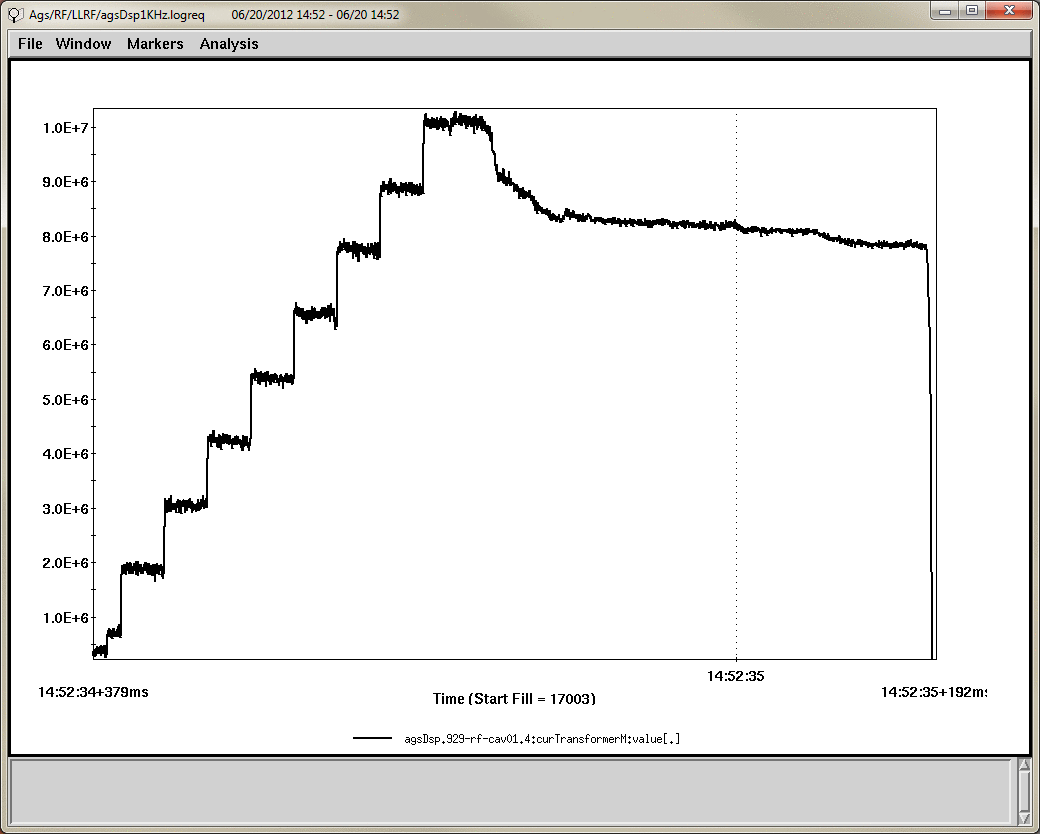 Ags/RF/LLRF/agsDsp1KHz.logreq 06/20/2012 14:52 - 06/20 14:52
File Window Markers Analysis
1.0E+7
9.0E+6
8.0E+6
7.0E+6
6.0E+6
5.0E+6
4.0E+6
3.0E+6
2.0E+6
1.0E+6
14:52:35
14:52:34+379ms 14:52:35+192ms
Time (Start Fill = 17003)
agsDsp.929-rf-cav01.4:curTransformerM:value[.]